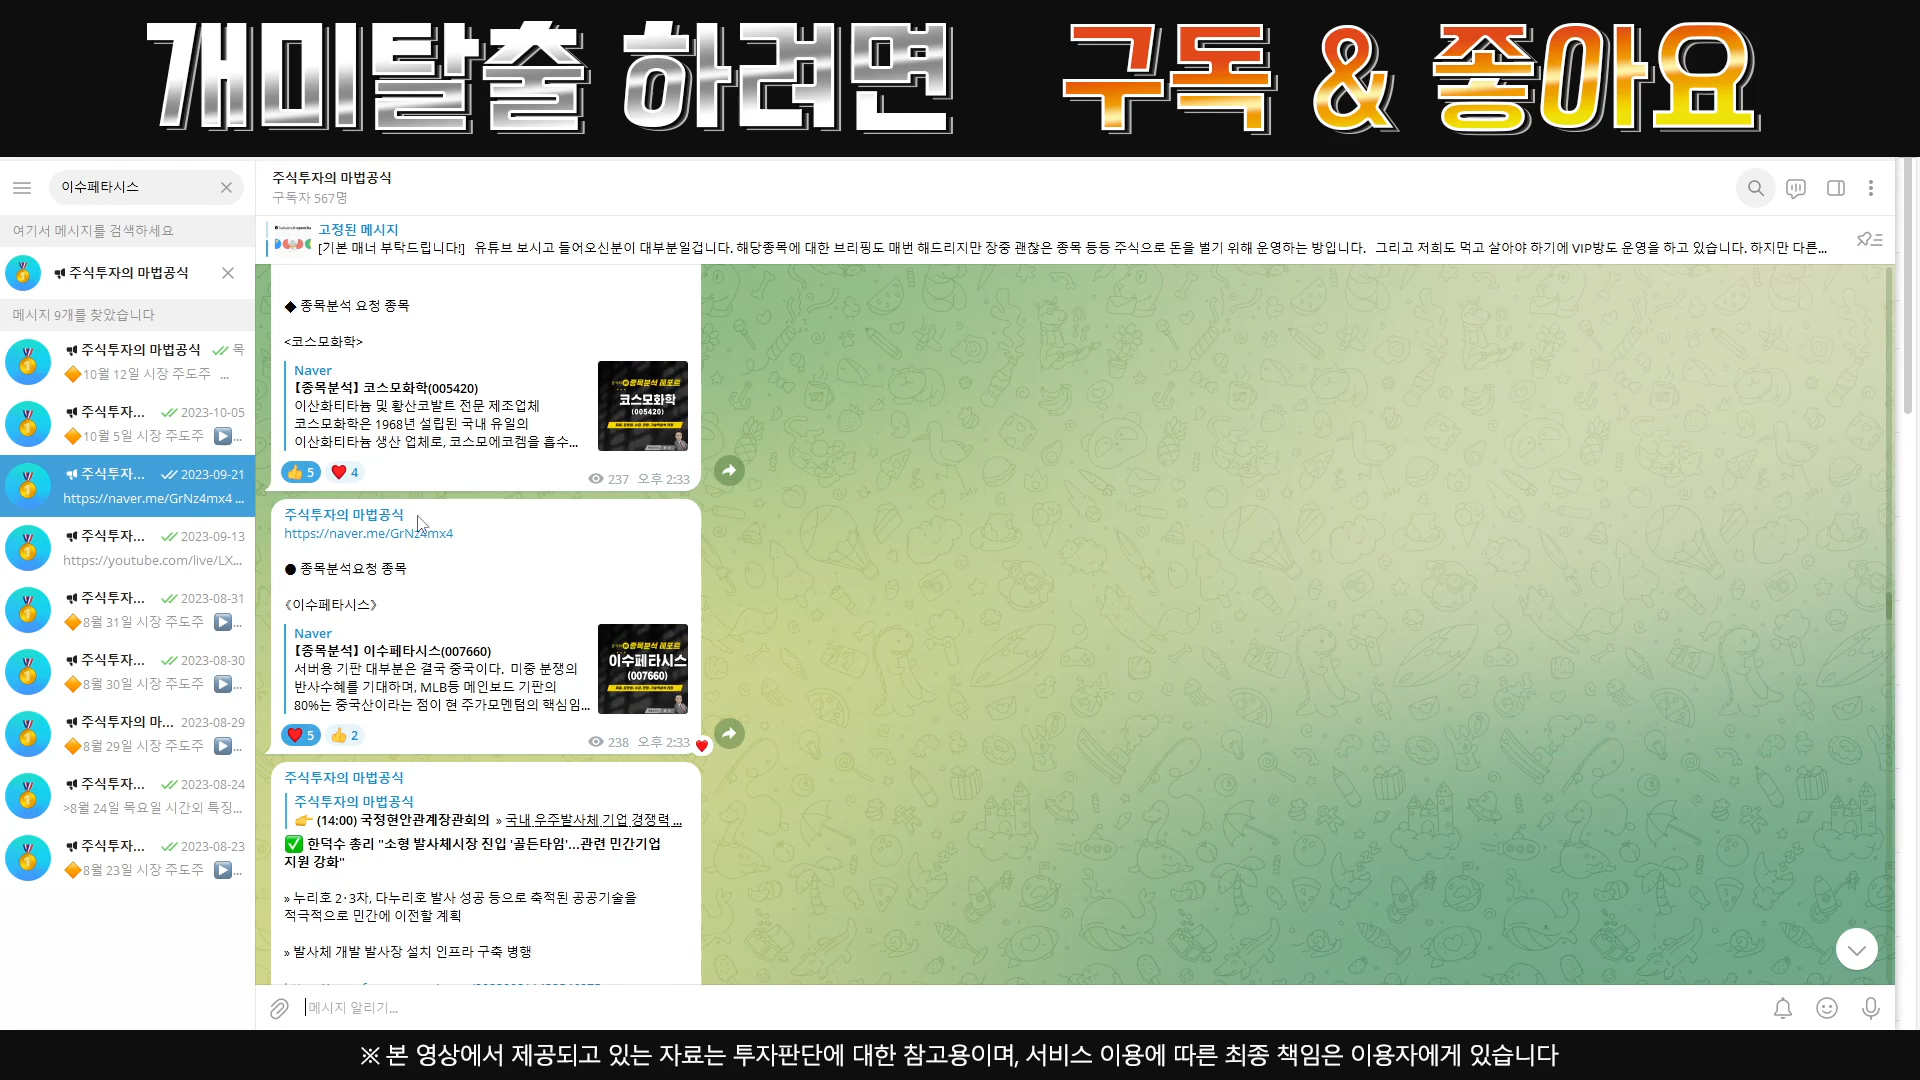 개미탈출 하려면 구독 & 좋아요
이수페타시스
여기서 메시지를 검색하세요
주식투자의 마법공식
메시지 9개를 찾았습니다
주식투자의 마법공식 목
10월 12일 시장 주도주 ...
주식투자... 2023-10-05
10월 5일 시장 주도주 ...
주식투자... 2023-09-21
https://naver.me/GrNz4mx4 ...
주식투자... 2023-09-13
https://youtube.com/live/LX...
주식투자... 2023-08-31
8월 31일 시장 주도주 ...
주식투자... 2023-08-30
8월 30일 시장 주도주 ...
주식투자의 마... 2023-08-29
8월 29일 시장 주도주 ...
주식투자... 2023-08-24
>8월 24일 목요일 시간외 특징...
주식투자... 2023-08-23
8월 23일 시장 주도주 ...
주식투자의 마법공식
구독자 567명
고정된 메시지
[기본 매너 부탁드립니다!] 유튜브 보시고 들어오신분이 대부분일겁니다. 해당종목에 대한 브리핑도 매번 해드리지만 장중 괜찮은 종목 등등 주식으로 돈을 벌기 위해 운영하는 방입니다. 그리고 저희도 먹고 살아야 하기에 VIP방도 운영을 하고 있습니다. 하지만 다른...
◆ 종목분석 요청 종목
<코스모화학>
Naver
【종목분석】 코스모화학(005420)
이산화티타늄 및 황산코발트 전문 제조업체
코스모화학은 1968년 설립된 국내 유일의
이산화티타늄 생산 업체로, 코스모에코켐을 흡수...
종목분석 레포트
코스모화학
(005420)
👍 5 ❤️ 4
237 오후 2:33
주식투자의 마법공식
https://naver.me/GrNz4mx4
● 종목분석요청 종목
《이수페타시스》
Naver
【종목분석】 이수페타시스(007660)
서버용 기판 대부분은 결국 중국이다. 미중 분쟁의
반사수혜를 기대하며, MLB등 메인보드 기판의
80%는 중국산이라는 점이 현 주가모멘텀의 핵심임...
종목분석 레포트
이수페타시스
(007660)
❤️ 5 👍 2
238 오후 2:33
주식투자의 마법공식
주식투자의 마법공식
👉 (14:00) 국정현안관계장관회의 » 국내 우주발사체 기업 경쟁력 ...
✅ 한덕수 총리 "소형 발사체시장 진입 '골든타임'...관련 민간기업
지원 강화"
» 누리호 2·3차, 다누리호 발사 성공 등으로 축적된 공공기술을
적극적으로 민간에 이전할 계획
» 발사체 개발 발사장 설치 인프라 구축 병행
메시지 알리기...
※ 본 영상에서 제공되고 있는 자료는 투자판단에 대한 참고용이며, 서비스 이용에 따른 최종 책임은 이용자에게 있습니다